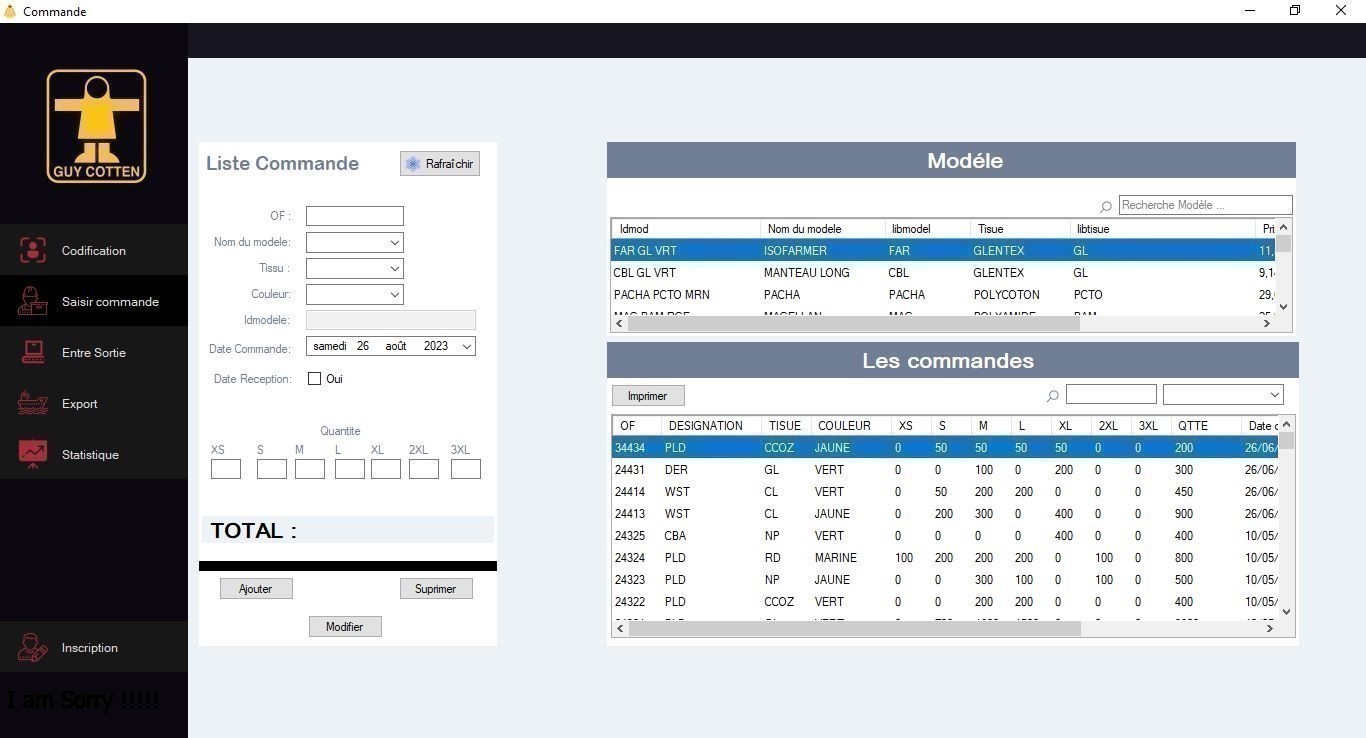 Commande
GUY COTTEN
Codification
Saisir commande
Entre Sortie
Export
Statistique
Inscription
I am Sorry !!!!!
Liste Commande
Rafraîchir
OF :
Nom du modele:
Tissu :
Couleur:
Idmodele:
Date Commande: samedi 26 août 2023
Date Reception: Oui
Quantite
XS S M L XL 2XL 3XL
TOTAL :
Ajouter Suprimer
Modifier
Modéle
Recherche Modèle ...
Idmod Nom du modele libmodel Tisue libtisue Pri
FAR GL VRT ISOFARMER FAR GLENTEX GL 11,
CBL GL VRT MANTEAU LONG CBL GLENTEX GL 9,1
PACHA PCTO MRN PACHA PACHA POLYCOTON PCTO 29,
MAG PAM RGE MAGELLAN MAG POLYAMIDE PAM
Les commandes
Imprimer
OF DESIGNATION TISUE COULEUR XS S M L XL 2XL 3XL QTTE Date c
34434 PLD CCOZ JAUNE 0 50 50 50 50 0 0 200 26/06/
24431 DER GL VERT 0 0 100 0 200 0 0 300 26/06/
24414 WST CL VERT 0 50 200 200 0 0 0 450 26/06/
24413 WST CL JAUNE 0 200 300 0 400 0 0 900 26/06/
24325 CBA NP VERT 0 0 0 0 400 0 0 400 10/05/
24324 PLD RD MARINE 100 200 200 200 0 100 0 800 10/05/
24323 PLD NP JAUNE 0 0 300 100 0 100 0 500 10/05/
24322 PLD CCOZ VERT 0 0 200 200 0 0 0 400 10/05/